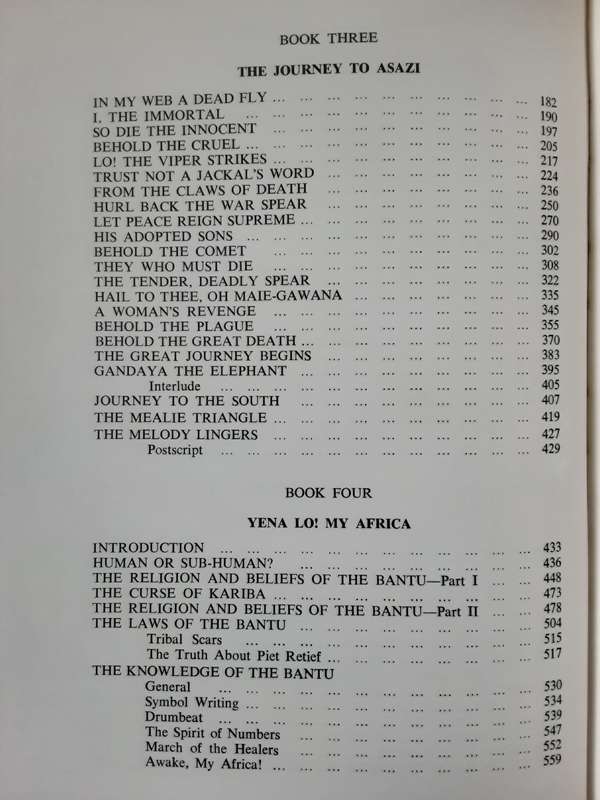 BOOK THREE
THE JOURNEY TO ASAZI
IN MY WEB A DEAD FLY ... ... ... ... ... ... ... ... ... ... 182
I, THE IMMORTAL ... ... ... ... ... ... ... ... ... ... 190
SO DIE THE INNOCENT ... ... ... ... ... ... ... ... ... ... 197
BEHOLD THE CRUEL ... ... ... ... ... ... ... ... ... ... ... 205
LO! THE VIPER STRIKES ... ... ... ... ... ... ... ... ... ... 217
TRUST NOT A JACKAL'S WORD ... ... ... ... ... ... ... 224
FROM THE CLAWS OF DEATH ... ... ... ... ... ... ... 236
HURL BACK THE WAR SPEAR ... ... ... ... ... ... ... 250
LET PEACE REIGN SUPREME ... ... ... ... ... ... ... ... ... 270
HIS ADOPTED SONS ... ... ... ... ... ... ... ... ... ... ... 290
BEHOLD THE COMET ... ... ... ... ... ... ... ... ... ... 302
THEY WHO MUST DIE ... ... ... ... ... ... ... ... ... ... 308
THE TENDER, DEADLY SPEAR ... ... ... ... ... ... ... 322
HAIL TO THEE, OH MAIE-GAWANA ... ... ... ... ... ... ... 335
A WOMAN'S REVENGE ... ... ... ... ... ... ... ... ... ... 345
BEHOLD THE PLAGUE ... ... ... ... ... ... ... ... ... ... 355
BEHOLD THE GREAT DEATH ... ... ... ... ... ... ... ... ... 370
THE GREAT JOURNEY BEGINS ... ... ... ... ... ... ... 383
GANDAYA THE ELEPHANT ... ... ... ... ... ... ... ... ... 395
Interlude ... ... ... ... ... ... ... ... ... ... ... ... 405
JOURNEY TO THE SOUTH ... ... ... ... ... ... ... ... ... 407
THE MEALIE TRIANGLE ... ... ... ... ... ... ... ... ... ... 419
THE MELODY LINGERS ... ... ... ... ... ... ... ... ... ... 427
Postscript ... ... ... ... ... ... ... ... ... ... ... ... 429
BOOK FOUR
YENA LO! MY AFRICA
INTRODUCTION ... ... ... ... ... ... ... ... ... ... ... ... 433
HUMAN OR SUB-HUMAN? ... ... ... ... ... ... ... ... ... 436
THE RELIGION AND BELIEFS OF THE BANTU—Part I ... ... 448
THE CURSE OF KARIBA ... ... ... ... ... ... ... ... ... ... 473
THE RELIGION AND BELIEFS OF THE BANTU—Part II ... ... 478
THE LAWS OF THE BANTU ... ... ... ... ... ... ... ... ... 504
Tribal Scars ... ... ... ... ... ... ... ... ... ... ... 515
The Truth About Piet Retief ... ... ... ... ... ... ... ... 517
THE KNOWLEDGE OF THE BANTU
General ... ... ... ... ... ... ... ... ... ... ... ... 530
Symbol Writing ... ... ... ... ... ... ... ... ... ... ... 534
Drumbeat ... ... ... ... ... ... ... ... ... ... ... ... 539
The Spirit of Numbers ... ... ... ... ... ... ... ... ... 547
March of the Healers ... ... ... ... ... ... ... ... ... 552
Awake, My Africa! ... ... ... ... ... ... ... ... ... ... 559